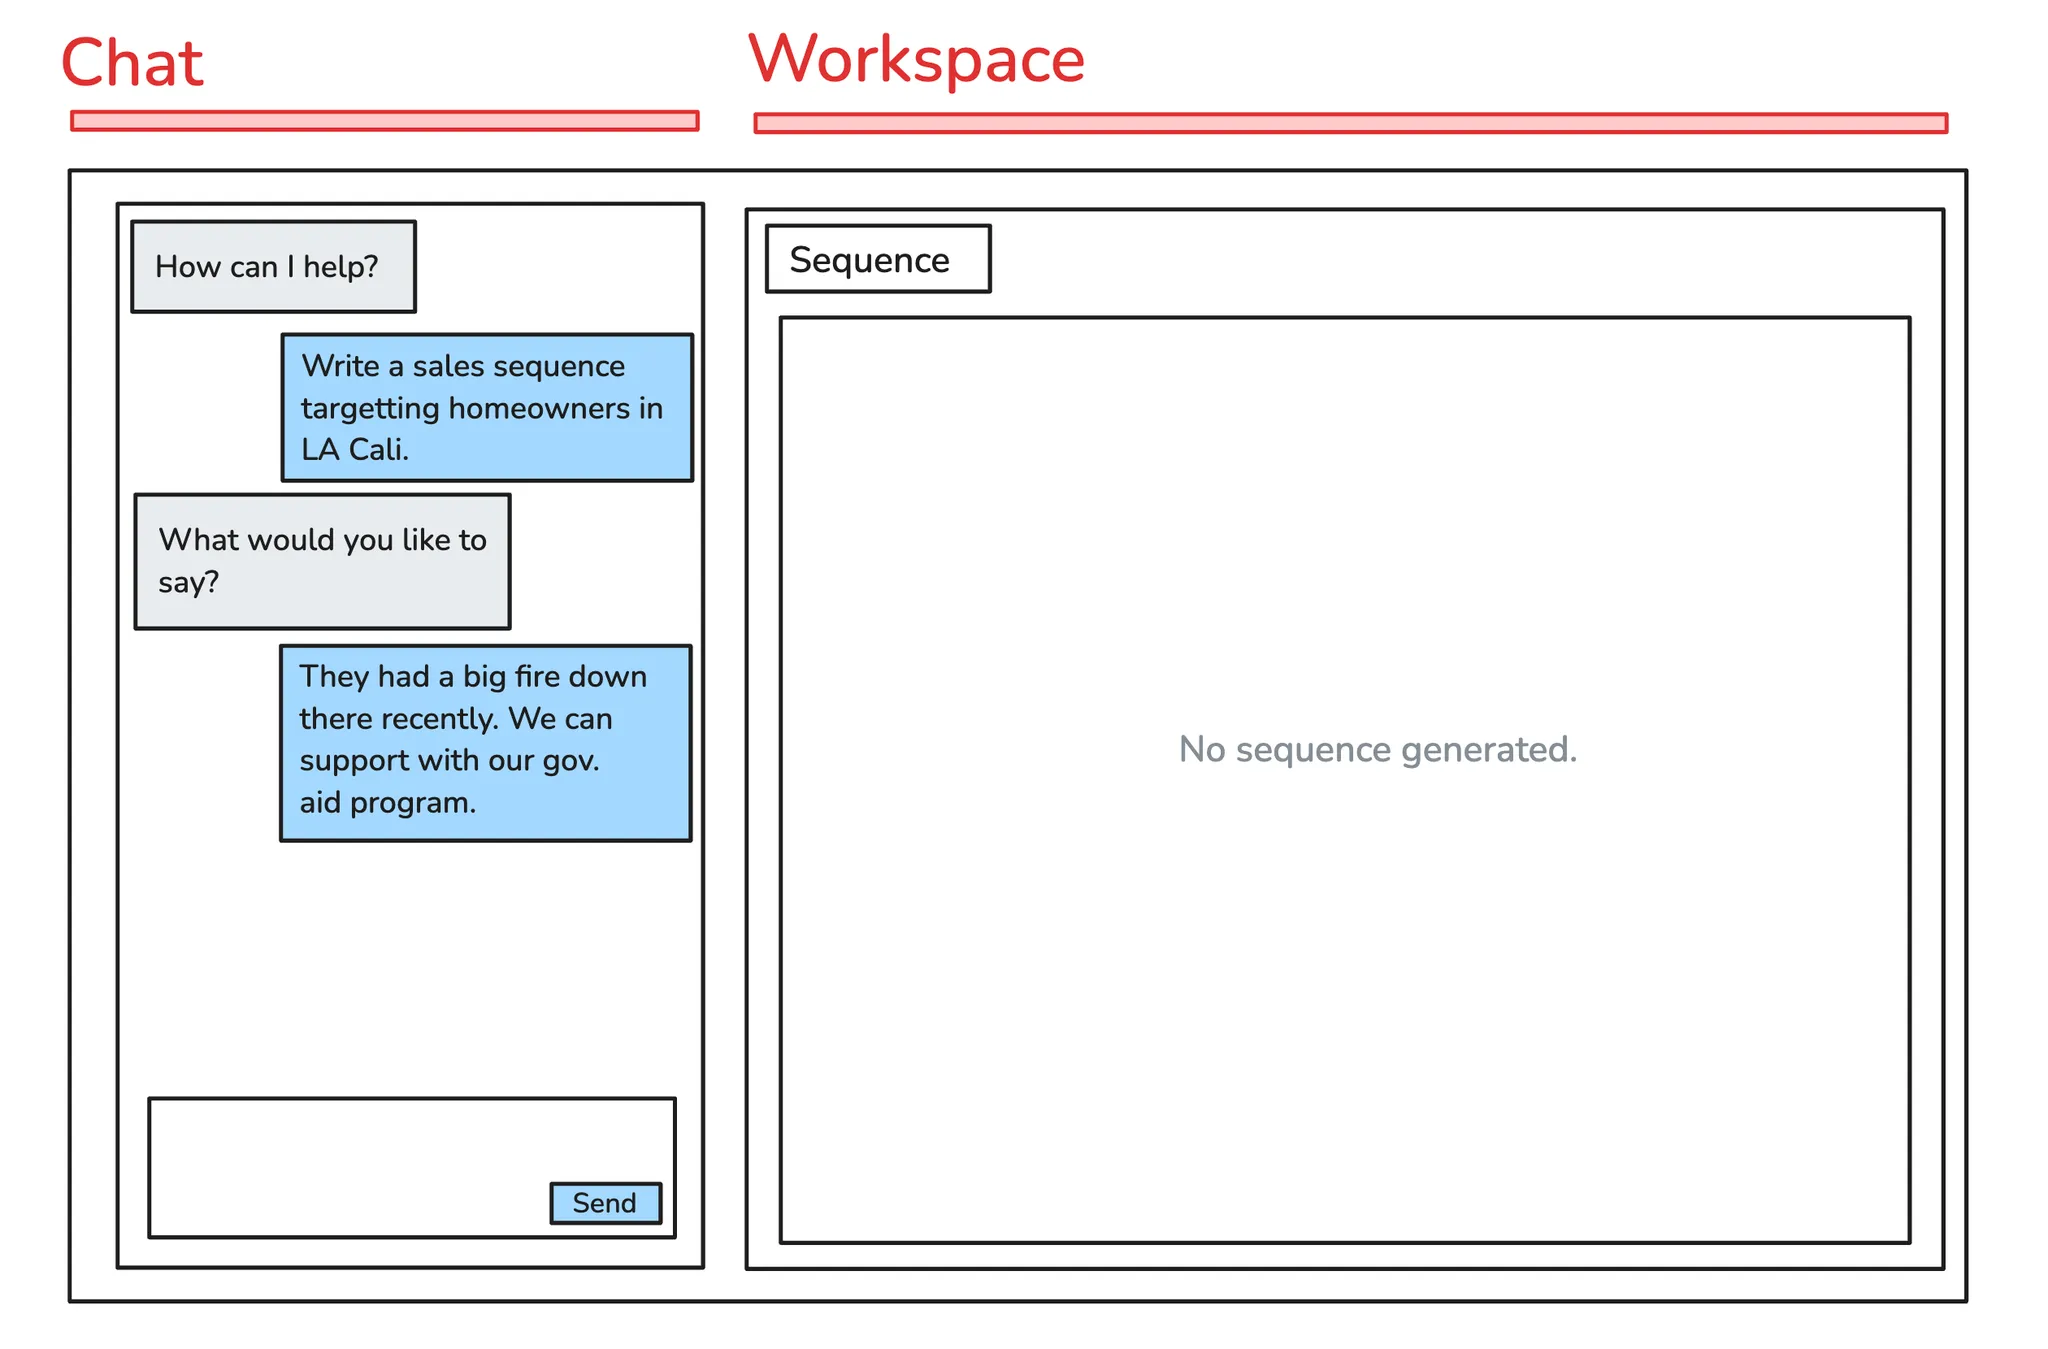 Chat
Workspace
How can I help?
Write a sales sequence
targetting homeowners in
LA Cali.
What would you like to
say?
They had a big fire down
there recently. We can
support with our gov.
aid program.
Send
Sequence
No sequence generated.